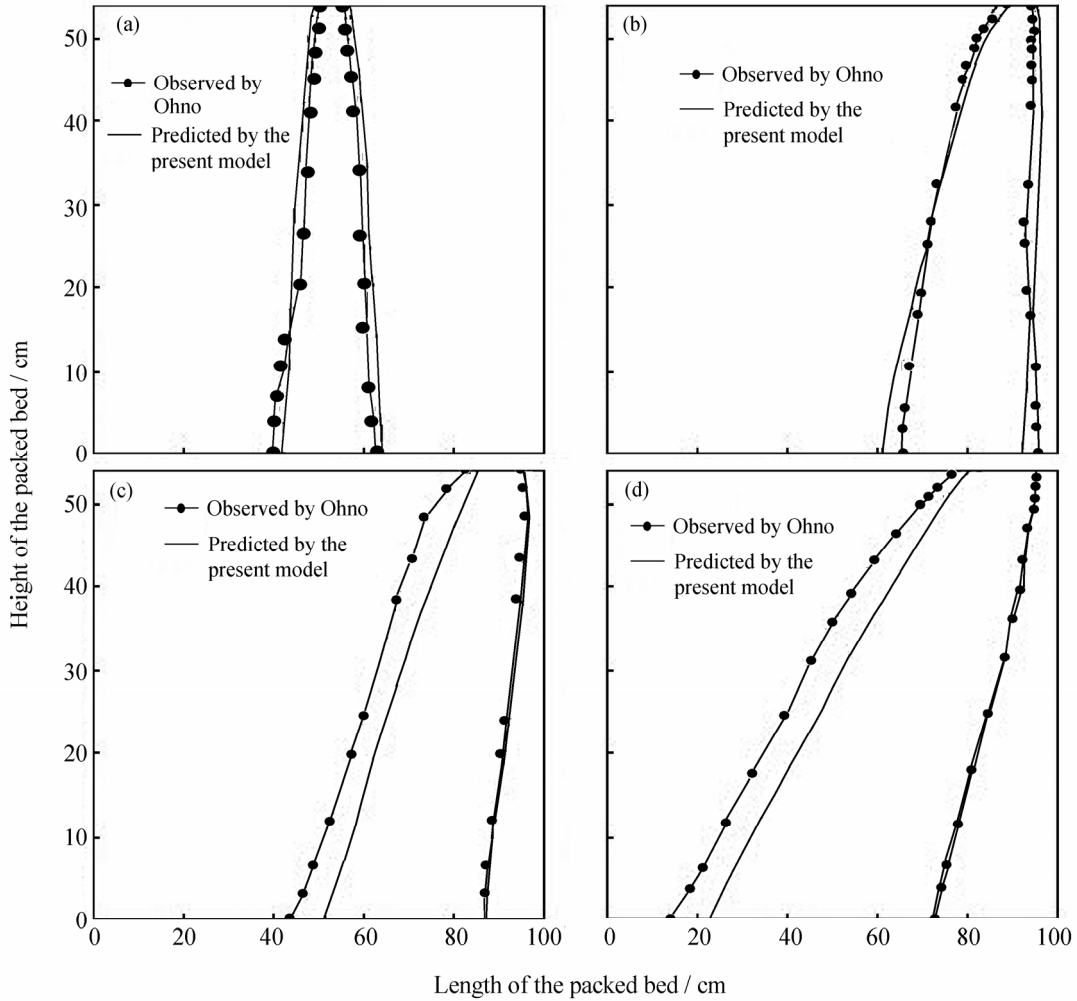 (a)
Observed by
Ohno
Predicted by the
present model
(b)
Observed by Ohno
Predicted by the
present model
50
40
30
20
10
0
(c)
Observed by Ohno
Predicted by the
present model
(d)
Observed by Ohno
Predicted by the
present model
50
40
30
20
10
0
0 20 40 60 80 100
0 20 40 60 80 100
Height of the packed bed / cm
Length of the packed bed / cm